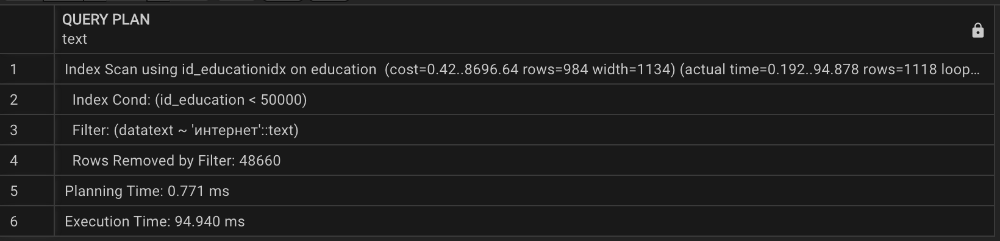 QUERY PLAN
text
1 Index Scan using id_educationidx on education (cost=0.42..8696.64 rows=984 width=1134) (actual time=0.192..94.878 rows=1118 loop...
2 Index Cond: (id_education < 50000)
3 Filter: (datatext ~ 'интернет'::text)
4 Rows Removed by Filter: 48660
5 Planning Time: 0.771 ms
6 Execution Time: 94.940 ms